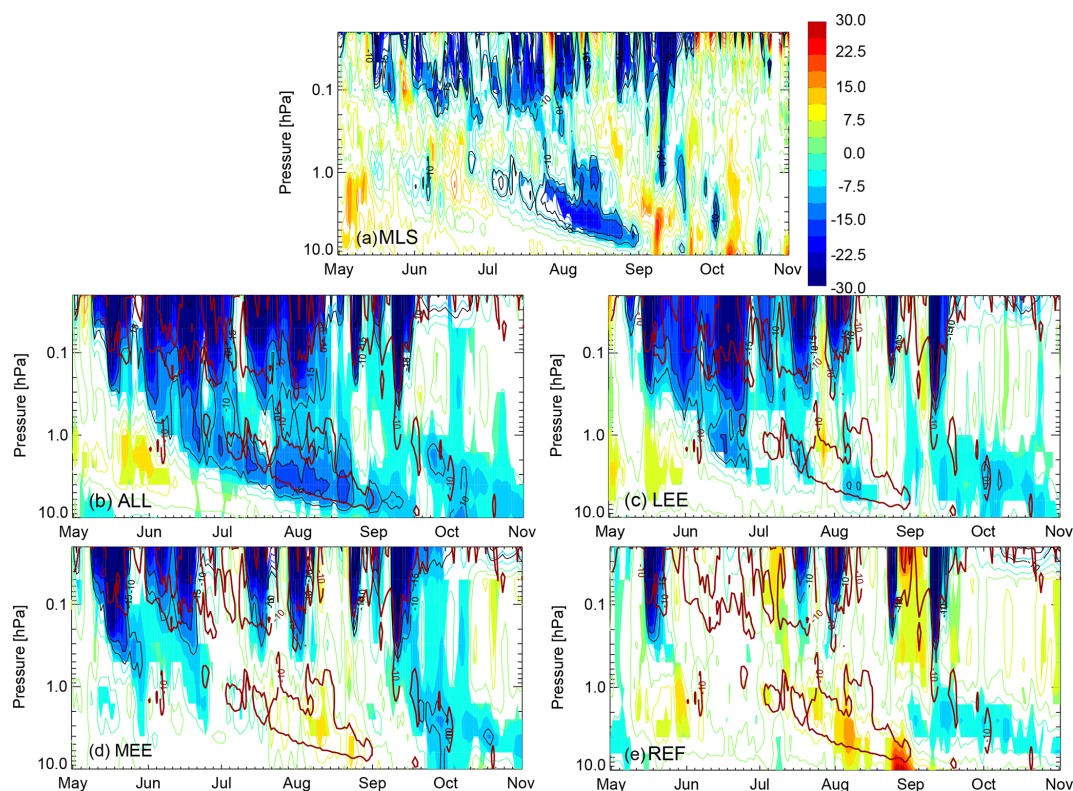 30.0
22.5
15.0
7.5
0.0
-7.5
-15.0
-22.5
-30.0
Pressure [hPa]
0.1
1.0
10.0
(a) MLS
May Jun Jul Aug Sep Oct Nov
Pressure [hPa]
0.1
1.0
10.0
(b) ALL
May Jun Jul Aug Sep Oct Nov
Pressure [hPa]
0.1
1.0
10.0
(c) LEE
May Jun Jul Aug Sep Oct Nov
Pressure [hPa]
0.1
1.0
10.0
(d) MEE
May Jun Jul Aug Sep Oct Nov
Pressure [hPa]
0.1
1.0
10.0
(e) REF
May Jun Jul Aug Sep Oct Nov